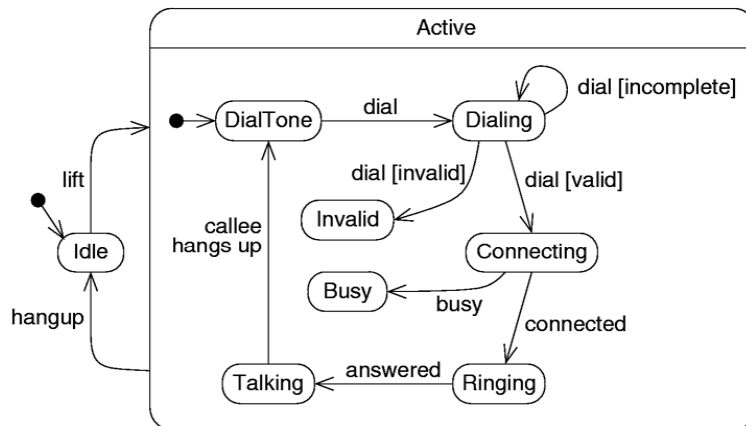 Active
dial [incomplete]
DialTone
dial
Dialing
lift
dial [invalid]
dial [valid]
Invalid
callee
hangs up
Idle
Connecting
Busy
busy
hangup
connected
answered
Talking
Ringing